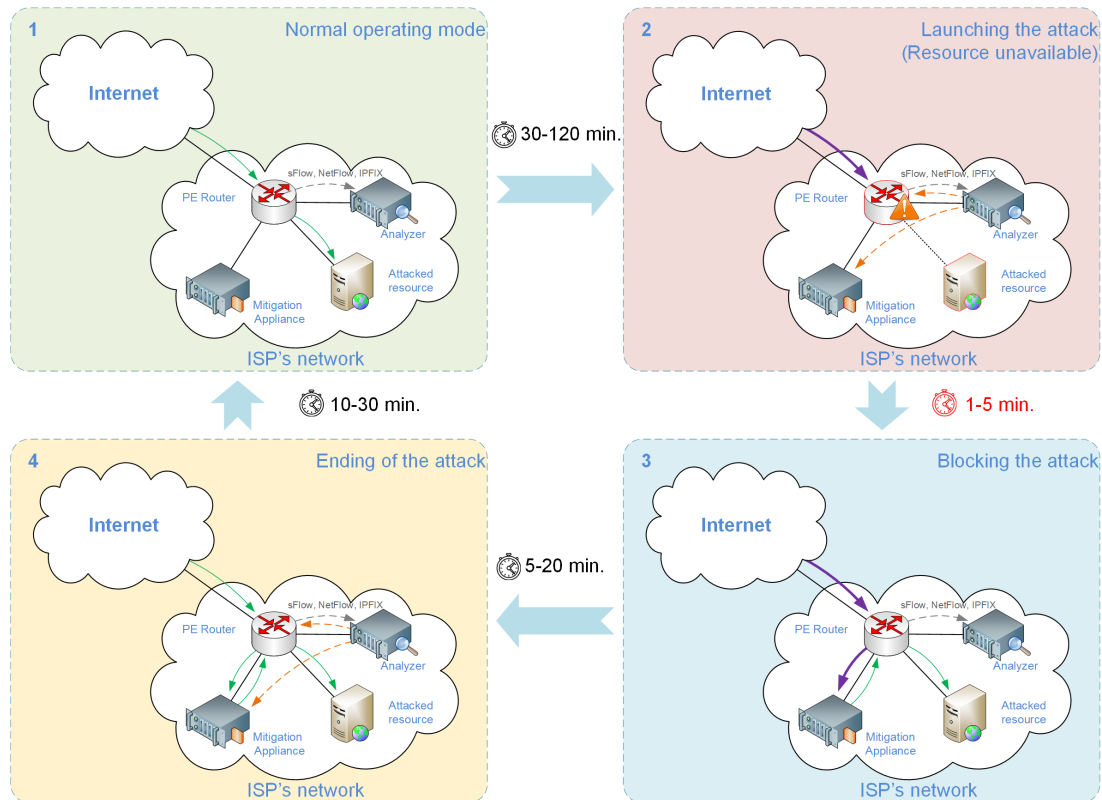 1
Normal operating mode
Internet
sFlow, NetFlow, IPFIX
PE Router
Analyzer
Attacked
resource
Mitigation
Appliance
ISP's network
30-120 min.
2
Launching the attack
(Resource unavailable)
Internet
sFlow, NetFlow, IPFIX
PE Router
Analyzer
Attacked
resource
Mitigation
Appliance
ISP's network
10-30 min.
1-5 min.
4
Ending of the attack
Internet
sFlow, NetFlow, IPFIX
PE Router
Analyzer
Attacked
resource
Mitigation
Appliance
ISP's network
5-20 min.
3
Blocking the attack
Internet
sFlow, NetFlow, IPFIX
PE Router
Analyzer
Attacked
resource
Mitigation
Appliance
ISP's network